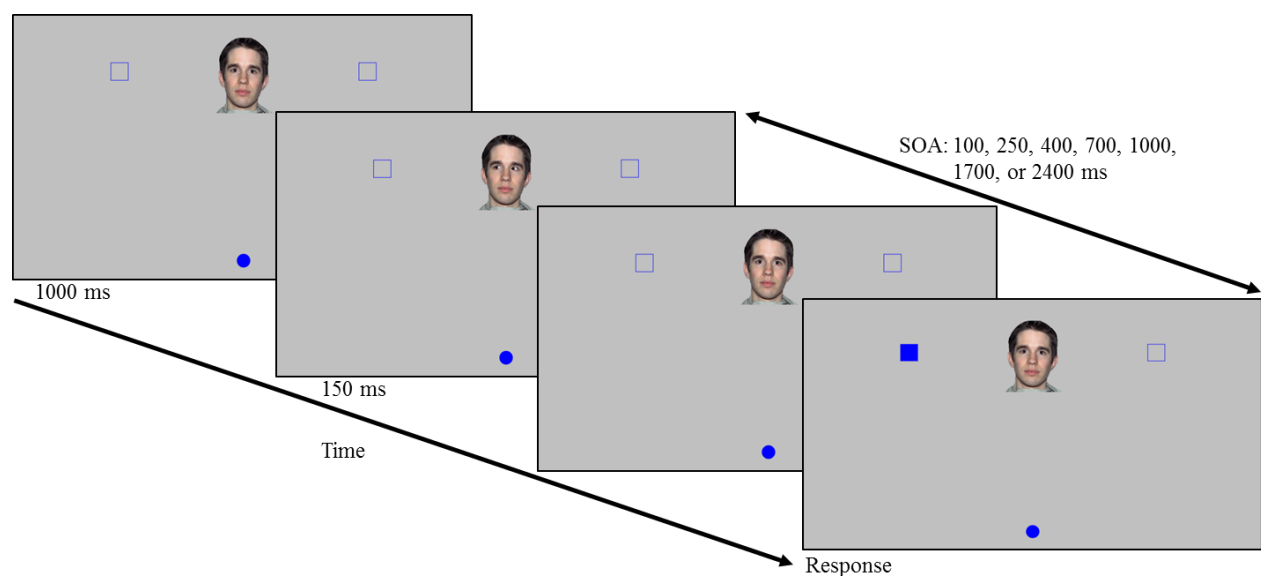 SOA: 100, 250, 400, 700, 1000,
1700, or 2400 ms
1000 ms
150 ms
Time
Response